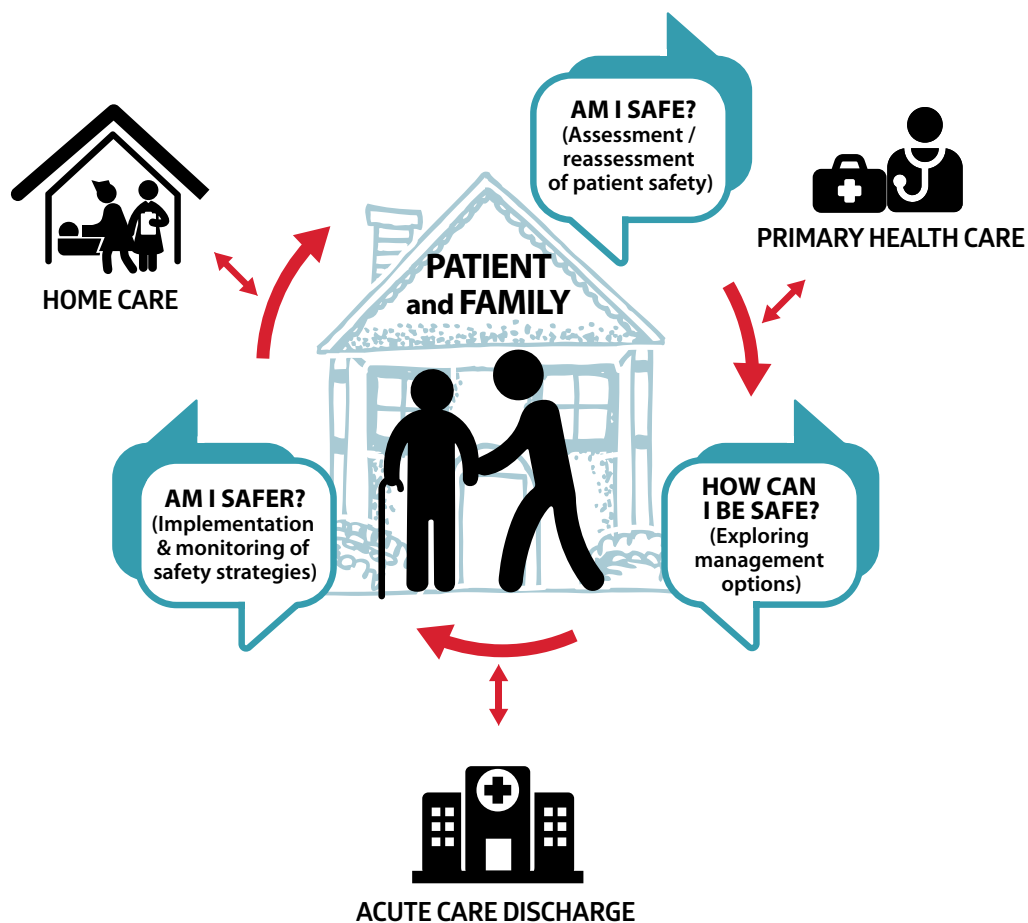 AM I SAFE?
(Assessment /
reassessment
of patient safety)
PRIMARY HEALTH CARE
HOME CARE
PATIENT
and FAMILY
AM I SAFER?
(Implementation
& monitoring of
safety strategies)
HOW CAN
I BE SAFE?
(Exploring
management
options)
ACUTE CARE DISCHARGE